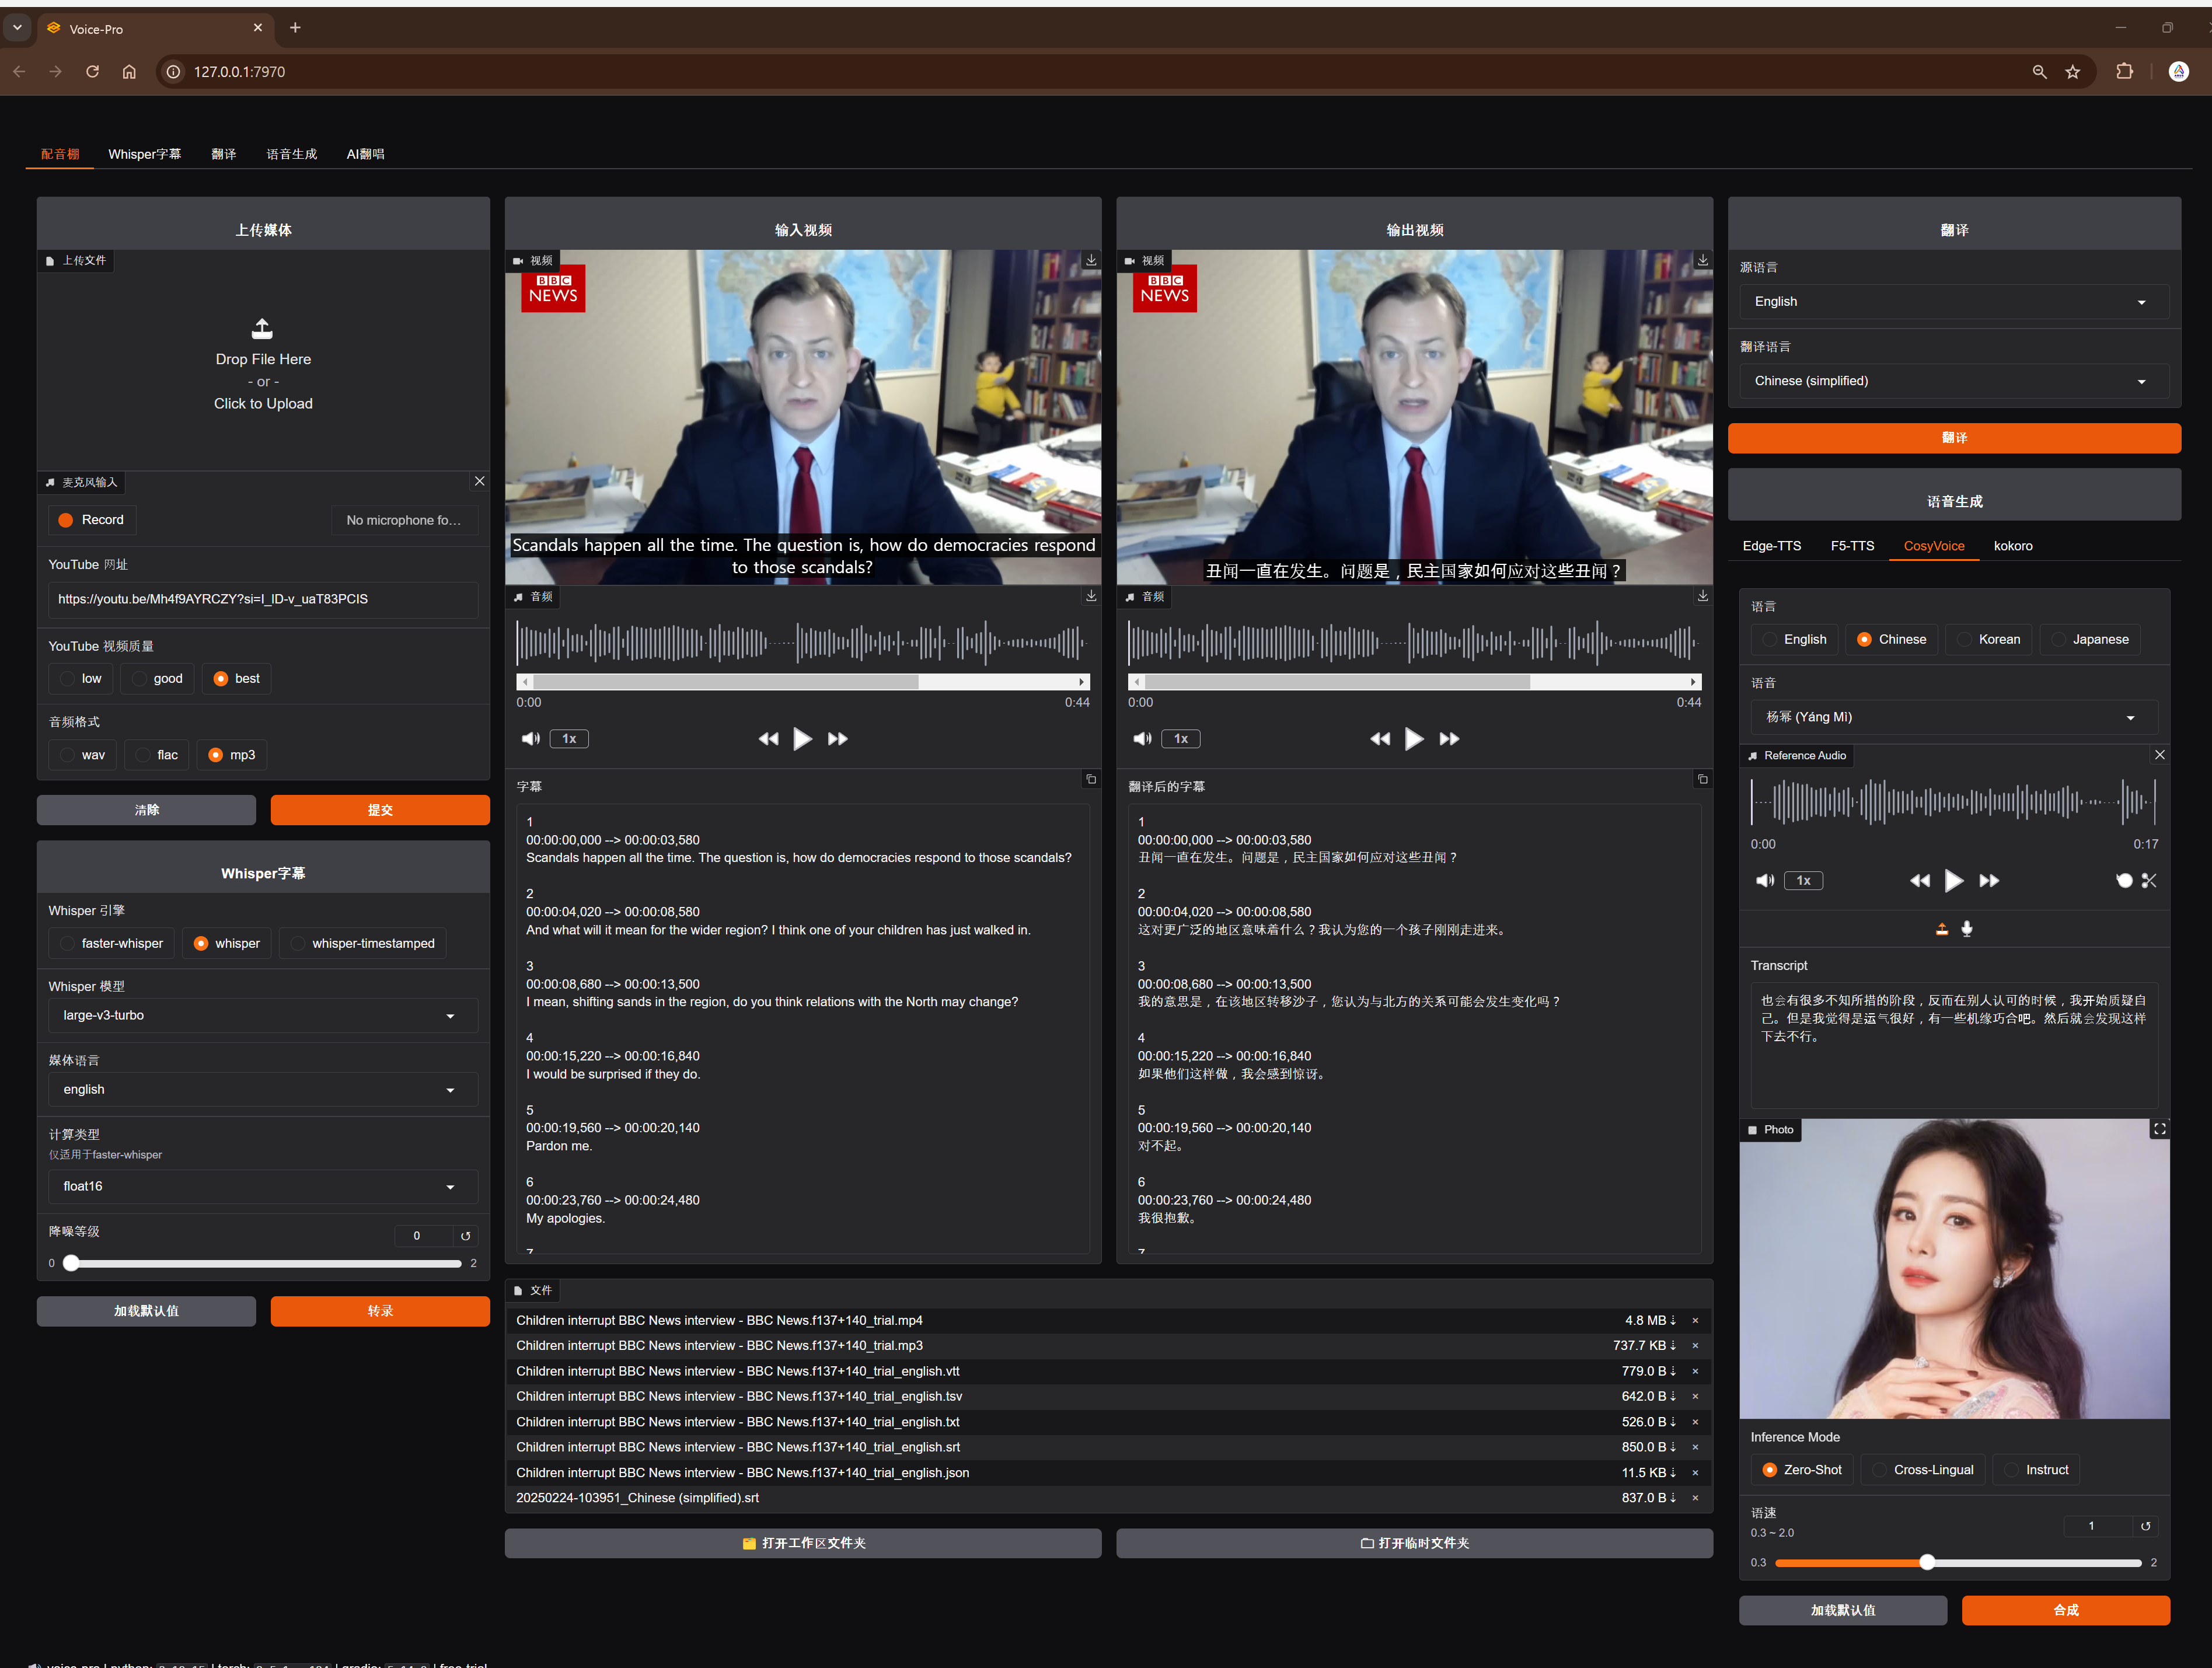 Voice-Pro
127.0.0.1:7970
配音棚
Whisper字幕
翻译
语音生成
AI翻唱
上传媒体
上传文件
Drop File Here
- or -
Click to Upload
麦克风输入
Record
No microphone fo…
YouTube 网址
https://youtu.be/Mh4f9AYRCZY?si=I_ID-v_uaT83PCIS
YouTube 视频质量
low
good
best
音频格式
wav
flac
mp3
清除
提交
Whisper字幕
Whisper 引擎
faster-whisper
whisper
whisper-timestamped
Whisper 模型
large-v3-turbo
媒体语言
english
计算类型
仅适用于faster-whisper
float16
降噪等级
0
0
2
加载默认值
转录
输入视频
视频
BBC
NEWS
Scandals happen all the time. The question is, how do democracies respond
to those scandals?
音频
0:00
0:44
1x
字幕
1
00:00:00,000 --> 00:00:03,580
Scandals happen all the time. The question is, how do democracies respond to those scandals?
2
00:00:04,020 --> 00:00:08,580
And what will it mean for the wider region? I think one of your children has just walked in.
3
00:00:08,680 --> 00:00:13,500
I mean, shifting sands in the region, do you think relations with the North may change?
4
00:00:15,220 --> 00:00:16,840
I would be surprised if they do.
5
00:00:19,560 --> 00:00:20,140
Pardon me.
6
00:00:23,760 --> 00:00:24,480
My apologies.
7
输出视频
视频
BBC
NEWS
丑闻一直在发生。问题是，民主国家如何应对这些丑闻？
音频
0:00
0:44
1x
翻译后的字幕
1
00:00:00,000 --> 00:00:03,580
丑闻一直在发生。问题是，民主国家如何应对这些丑闻？
2
00:00:04,020 --> 00:00:08,580
这对更广泛的地区意味着什么？我认为您的一个孩子刚刚走进来。
3
00:00:08,680 --> 00:00:13,500
我的意思是，在该地区转移沙子，您认为与北方的关系可能会发生变化吗？
4
00:00:15,220 --> 00:00:16,840
如果他们这样做，我会感到惊讶。
5
00:00:19,560 --> 00:00:20,140
对不起。
6
00:00:23,760 --> 00:00:24,480
我很抱歉。
7
文件
Children interrupt BBC News interview - BBC News.f137+140_trial.mp4 4.8 MB⇣
Children interrupt BBC News interview - BBC News.f137+140_trial.mp3 737.7 KB⇣
Children interrupt BBC News interview - BBC News.f137+140_trial_english.vtt 779.0 B⇣
Children interrupt BBC News interview - BBC News.f137+140_trial_english.tsv 642.0 B⇣
Children interrupt BBC News interview - BBC News.f137+140_trial_english.txt 526.0 B⇣
Children interrupt BBC News interview - BBC News.f137+140_trial_english.srt 850.0 B⇣
Children interrupt BBC News interview - BBC News.f137+140_trial_english.json 11.5 KB⇣
20250224-103951_Chinese (simplified).srt 837.0 B⇣
打开工作区文件夹
打开临时文件夹
翻译
源语言
English
翻译语言
Chinese (simplified)
翻译
语音生成
Edge-TTS
F5-TTS
CosyVoice
kokoro
语言
English
Chinese
Korean
Japanese
语音
杨幂 (Yáng Mì)
Reference Audio
0:00
0:17
1x
Transcript
也会有很多不知所措的阶段，反而在别人认可的时候，我开始质疑自
己。但是我觉得是运气很好，有一些机缘巧合吧。然后就会发现这样
下去不行。
Photo
Inference Mode
Zero-Shot
Cross-Lingual
Instruct
语速
0.3 ~ 2.0
1
0.3
2
加载默认值
合成